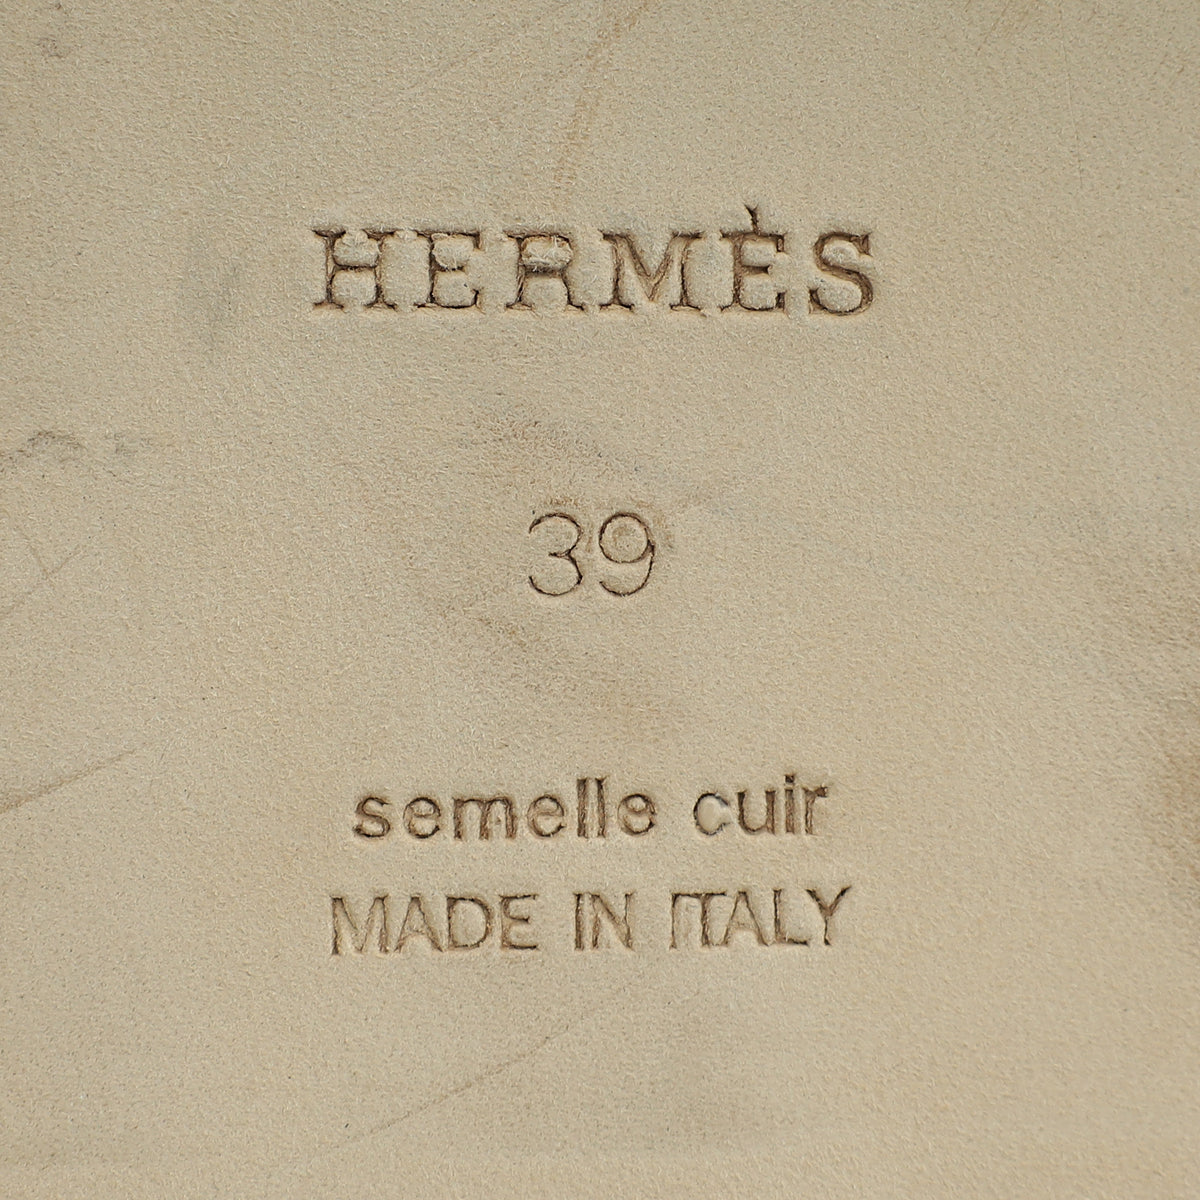 HERMÈS
39
semelle cuir
MADE IN ITALY